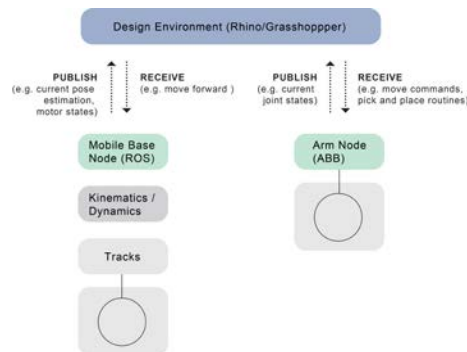 Design Environment (Rhino/Grasshoppper)
PUBLISH
(e.g. current pose
estimation,
motor states)
RECEIVE
(e.g. move forward )
PUBLISH
(e.g. current
joint states)
RECEIVE
(e.g. move commands,
pick and place routines)
Mobile Base
Node (ROS)
Arm Node
(ABB)
Kinematics /
Dynamics
Tracks